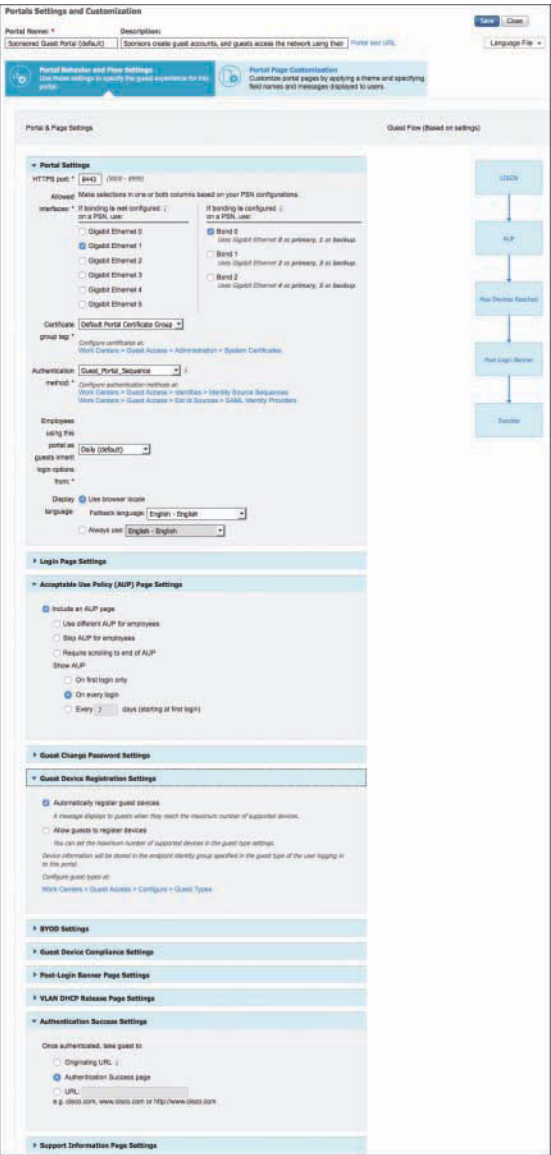 Portals Settings and Customization
Save Close
Portal Name: * Description:
Sponsored Guest Portal (default) Sponsors create guest accounts, and guests access the network using their Portal test URL Language File
Portal Behavior and Flow Settings
Use these settings to specify the guest experience for this
portal.
Portal Page Customization
Customize portal pages by applying a theme and specifying
field names and messages displayed to users.
Portal & Page Settings Guest Flow (Based on settings)
Portal Settings
HTTPS port: * 8443 (8000 - 8999)
Allowed Make selections in one or both columns based on your PSN configurations.
interfaces: * If bonding is not configured i If bonding is configured i
on a PSN, use: on a PSN, use:
Gigabit Ethernet 0
Gigabit Ethernet 1
Gigabit Ethernet 2
Gigabit Ethernet 3
Gigabit Ethernet 4
Gigabit Ethernet 5
Bond 0
Uses Gigabit Ethernet 0 as primary, 1 as backup.
Bond 1
Uses Gigabit Ethernet 2 as primary, 3 as backup.
Bond 2
Uses Gigabit Ethernet 4 as primary, 5 as backup.
Certificate Default Portal Certificate Group
group tag: *
Configure certificates at:
Work Centers > Guest Access > Administration > System Certificates
Authentication Guest_Portal_Sequence i
method: * Configure authentication methods at:
Work Centers > Guest Access > Identities > Identity Source Sequences
Work Centers > Guest Access > Ext Id Sources > SAML Identity Providers
Employees
using this
portal as
guests inherit Daily (default)
login options
from: *
Display Use browser locale
language: Fallback language: English - English
Always use: English - English
Login Page Settings
Acceptable Use Policy (AUP) Page Settings
Include an AUP page
Use different AUP for employees
Skip AUP for employees
Require scrolling to end of AUP
Show AUP
On first login only
On every login
Every 7 days (starting at first login)
Guest Change Password Settings
Guest Device Registration Settings
Automatically register guest devices
A message displays to guests when they reach the maximum number of supported devices.
Allow guests to register devices
You can set the maximum number of supported devices in the guest type settings.
Device information will be stored in the endpoint identity group specified in the guest type of the user logging in
to this portal.
Configure guest types at:
Work Centers > Guest Access > Configure > Guest Types
BYOD Settings
Guest Device Compliance Settings
Post-Login Banner Page Settings
VLAN DHCP Release Page Settings
Authentication Success Settings
Once authenticated, take guest to:
Originating URL i
Authentication Success page
URL:
e.g. cisco.com, www.cisco.com or http://www.cisco.com
Support Information Page Settings
LOGIN
AUP
Max Devices Reached
Post Login Banner
Success